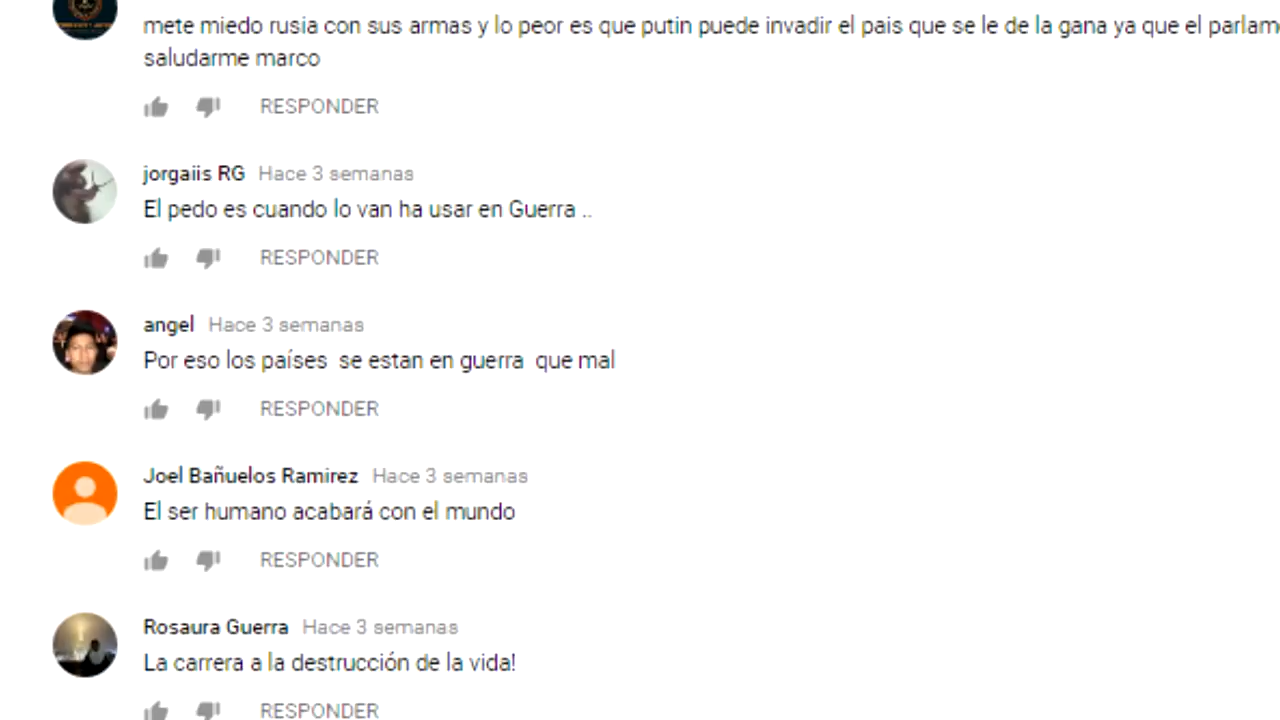 mete miedo rusia con sus armas y lo peor es que putin puede invadir el pais que se le de la gana ya que el parlam
saludarme marco
RESPONDER
jorgaiis RG Hace 3 semanas
El pedo es cuando lo van ha usar en Guerra ..
RESPONDER
angel Hace 3 semanas
Por eso los países  se estan en guerra  que mal
RESPONDER
Joel Bañuelos Ramirez Hace 3 semanas
El ser humano acabará con el mundo
RESPONDER
Rosaura Guerra Hace 3 semanas
La carrera a la destrucción de la vida!
RESPONDER